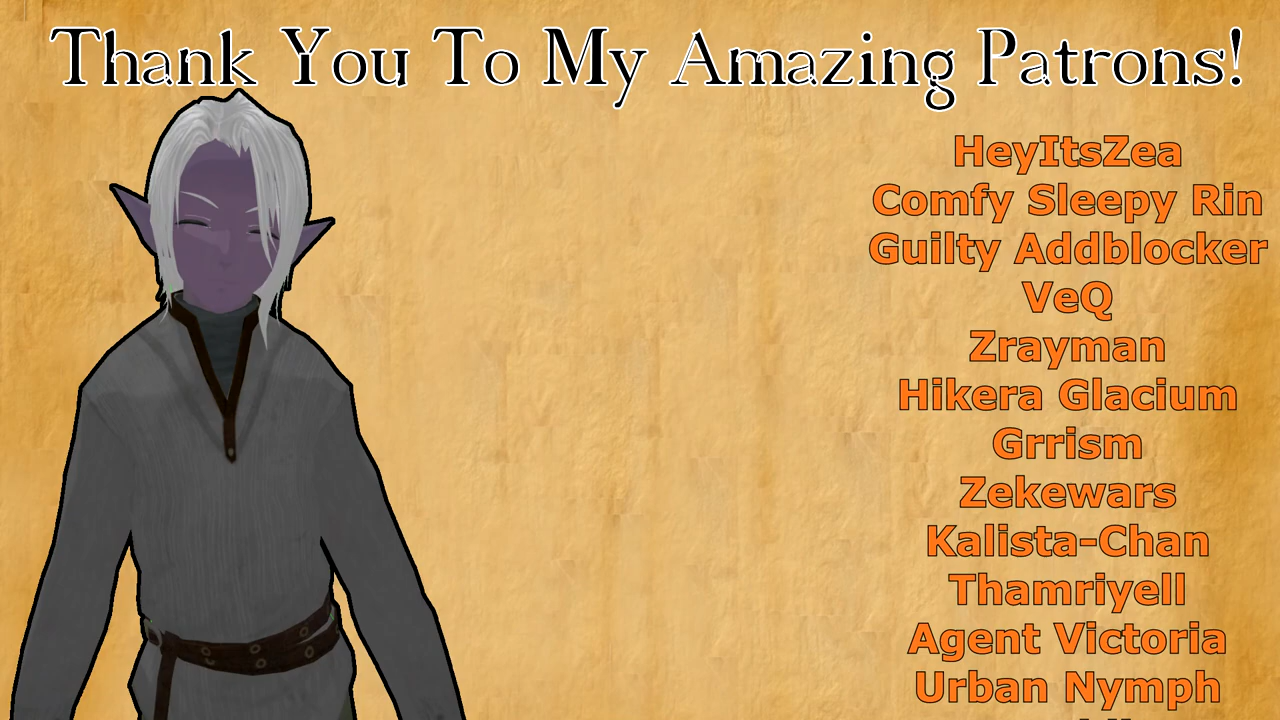 Thank You To My Amazing Patrons!
HeyItsZea
Comfy Sleepy Rin
Guilty Addblocker
VeQ
Zrayman
Hikera Glacium
Grrism
Zekewars
Kalista-Chan
Thamriyell
Agent Victoria
Urban Nymph